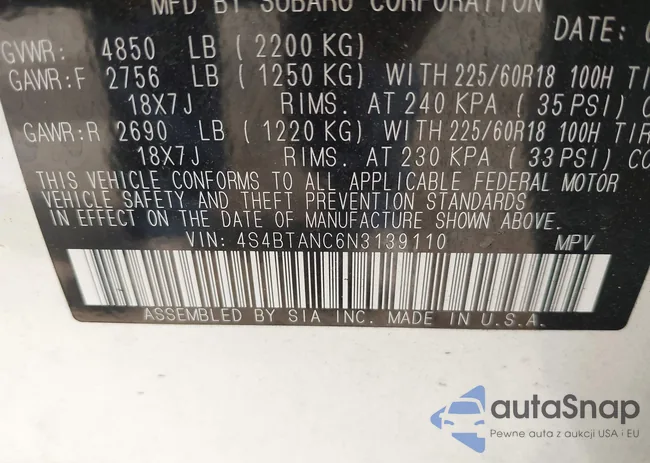 MFD BY SUBARU CORPORATION
DATE:
GVWR: 4850 LB ( 2200 KG)
GAWR:F 2756 LB ( 1250 KG) WITH 225/60R18 100H
18X7J RIMS. AT 240 KPA ( 35 PSI)
GAWR:R 2690 LB ( 1220 KG) WITH 225/60R18 100H
18X7J RIMS. AT 230 KPA ( 33 PSI)
THIS VEHICLE CONFORMS TO ALL APPLICABLE FEDERAL MOTOR
VEHICLE SAFETY AND THEFT PREVENTION STANDARDS
IN EFFECT ON THE DATE OF MANUFACTURE SHOWN ABOVE.
VIN: 4S4BTANC6N3139110 MPV
ASSEMBLED BY SIA INC. MADE IN U.S.A.
autaSnap
Pewne auta z aukcji USA i EU